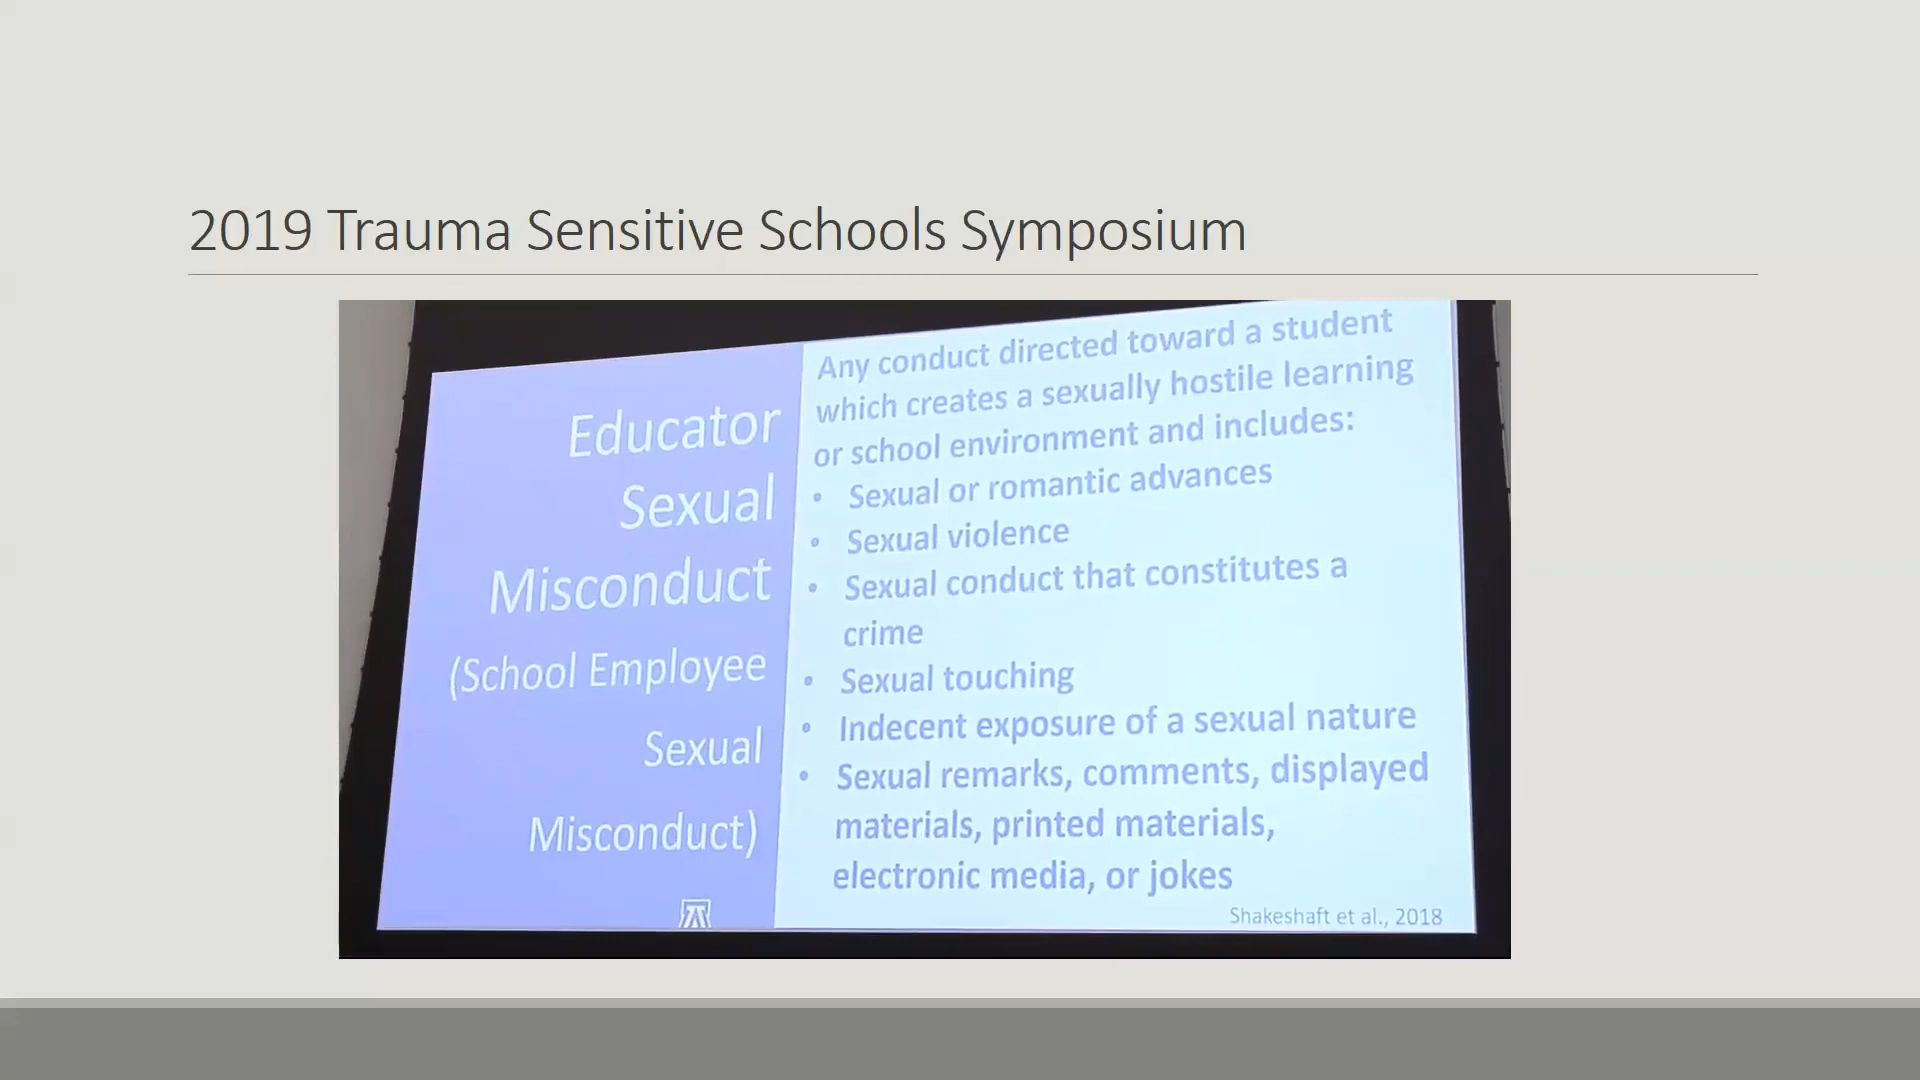 2019 Trauma Sensitive Schools Symposium
Educator
Sexual
Misconduct
(School Employee
Sexual
Misconduct)
Any conduct directed toward a student
which creates a sexually hostile learning
or school environment and includes:
• Sexual or romantic advances
• Sexual violence
• Sexual conduct that constitutes a
crime
• Sexual touching
• Indecent exposure of a sexual nature
• Sexual remarks, comments, displayed
materials, printed materials,
electronic media, or jokes
Shakeshaft et al., 2018